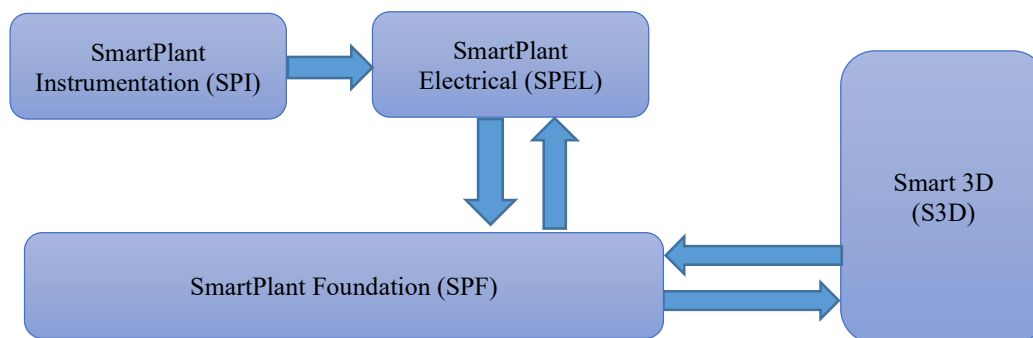 SmartPlant
Instrumentation (SPI)
SmartPlant
Electrical (SPEL)
Smart 3D
(S3D)
SmartPlant Foundation (SPF)